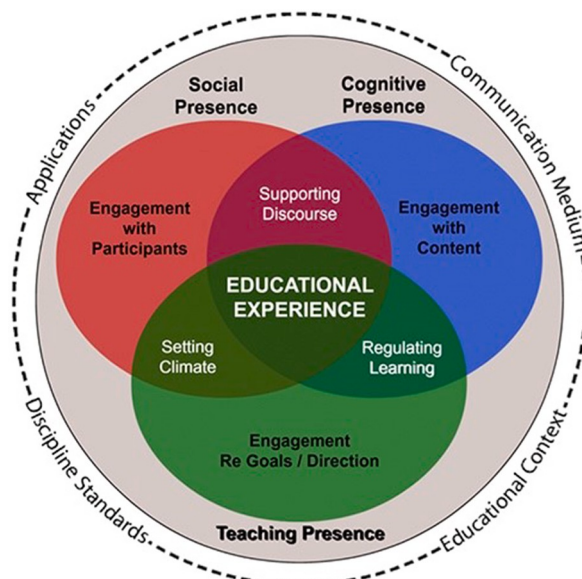 Social
Presence
Cognitive
Presence
Applications
Communication Medium
Engagement
with
Participants
Supporting
Discourse
Engagement
with
Content
EDUCATIONAL
EXPERIENCE
Setting
Climate
Regulating
Learning
Engagement
Re Goals / Direction
Teaching Presence
Discipline Standards
Educational Context